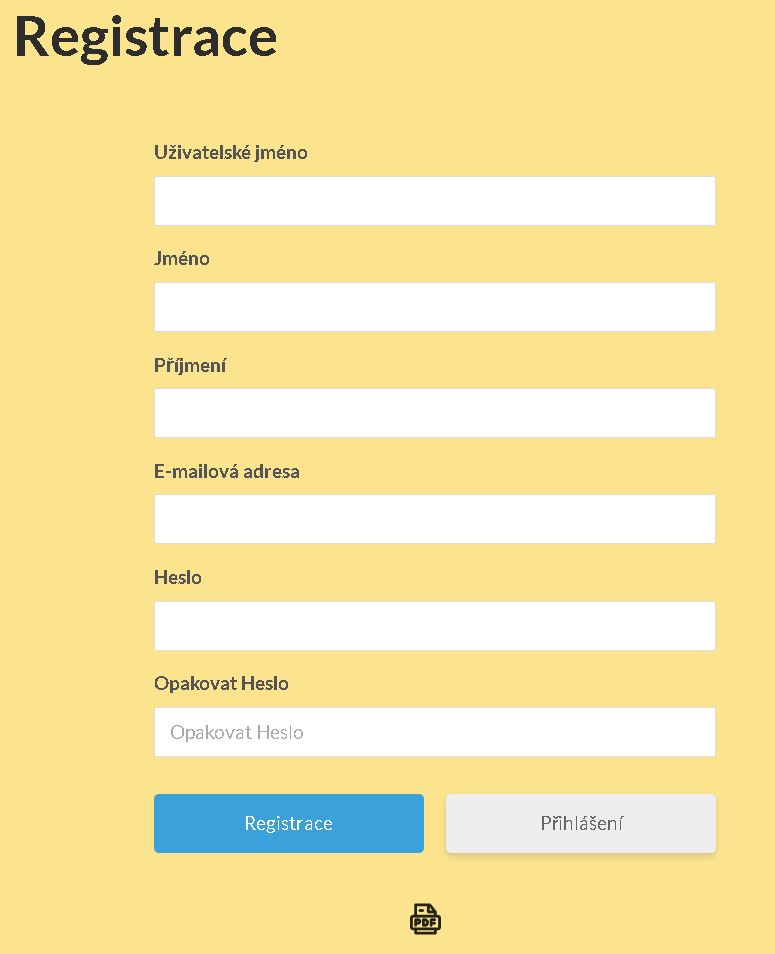 Registrace
Uživatelské jméno
Jméno
Příjmení
E-mailová adresa
Heslo
Opakovat Heslo
Opakovat Heslo
Registrace Přihlášení
PDF